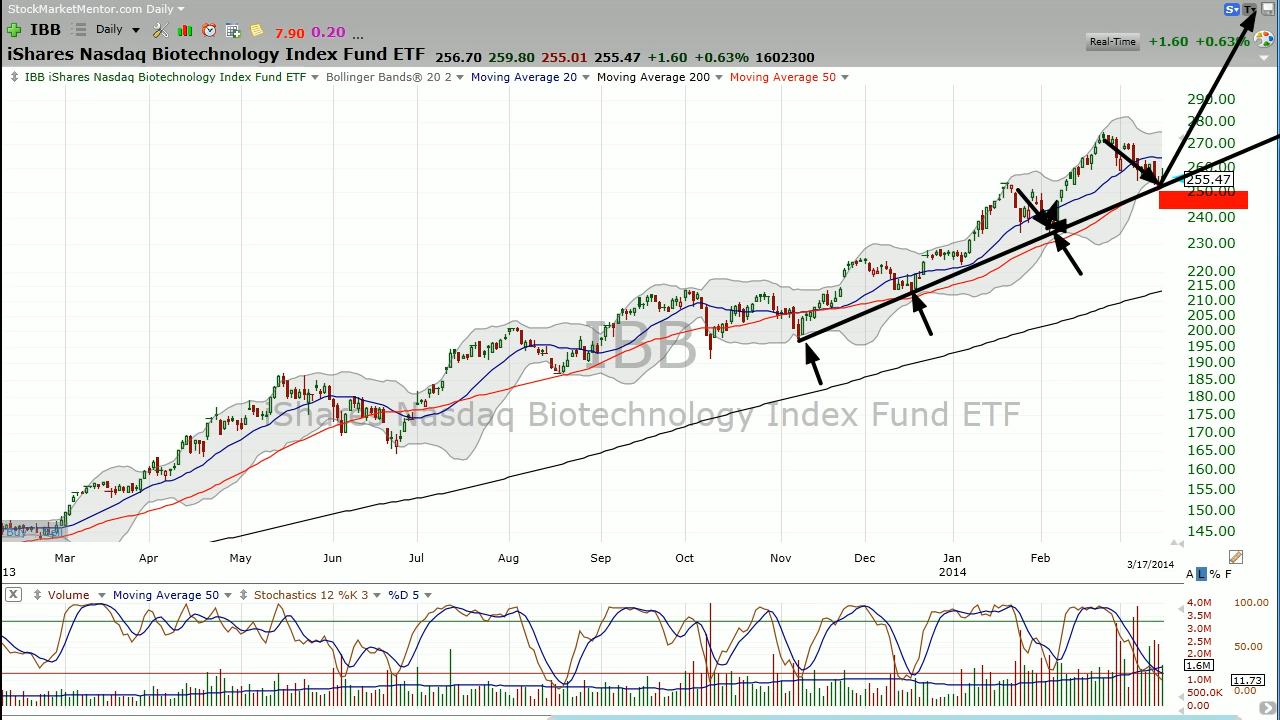 StockMarketMentor.com Daily
IBB Daily 7.90 0.20 ...
S T
iShares Nasdaq Biotechnology Index Fund ETF 256.70 259.80 255.01 255.47 +1.60 +0.63% 1602300
Real-Time +1.60 +0.63%
IBB iShares Nasdaq Biotechnology Index Fund ETF Bollinger Bands® 20 2 Moving Average 20 Moving Average 200 Moving Average 50
290.00
280.00
270.00
260.00
255.47
250.00
240.00
230.00
220.00
215.00
210.00
205.00
200.00
195.00
190.00
185.00
180.00
175.00
170.00
165.00
160.00
155.00
150.00
145.00
IBB
iShares Nasdaq Biotechnology Index Fund ETF
Buy Sell
Mar Apr May Jun Jul Aug Sep Oct Nov Dec Jan Feb 3/17/2014
13 2014
A L % F
X Volume Moving Average 50 Stochastics 12 %K 3 %D 5
4.0M 100.00
3.5M
3.0M
2.5M 50.00
2.0M
1.6M
1.0M 11.73
500.0K 0.00
0.00